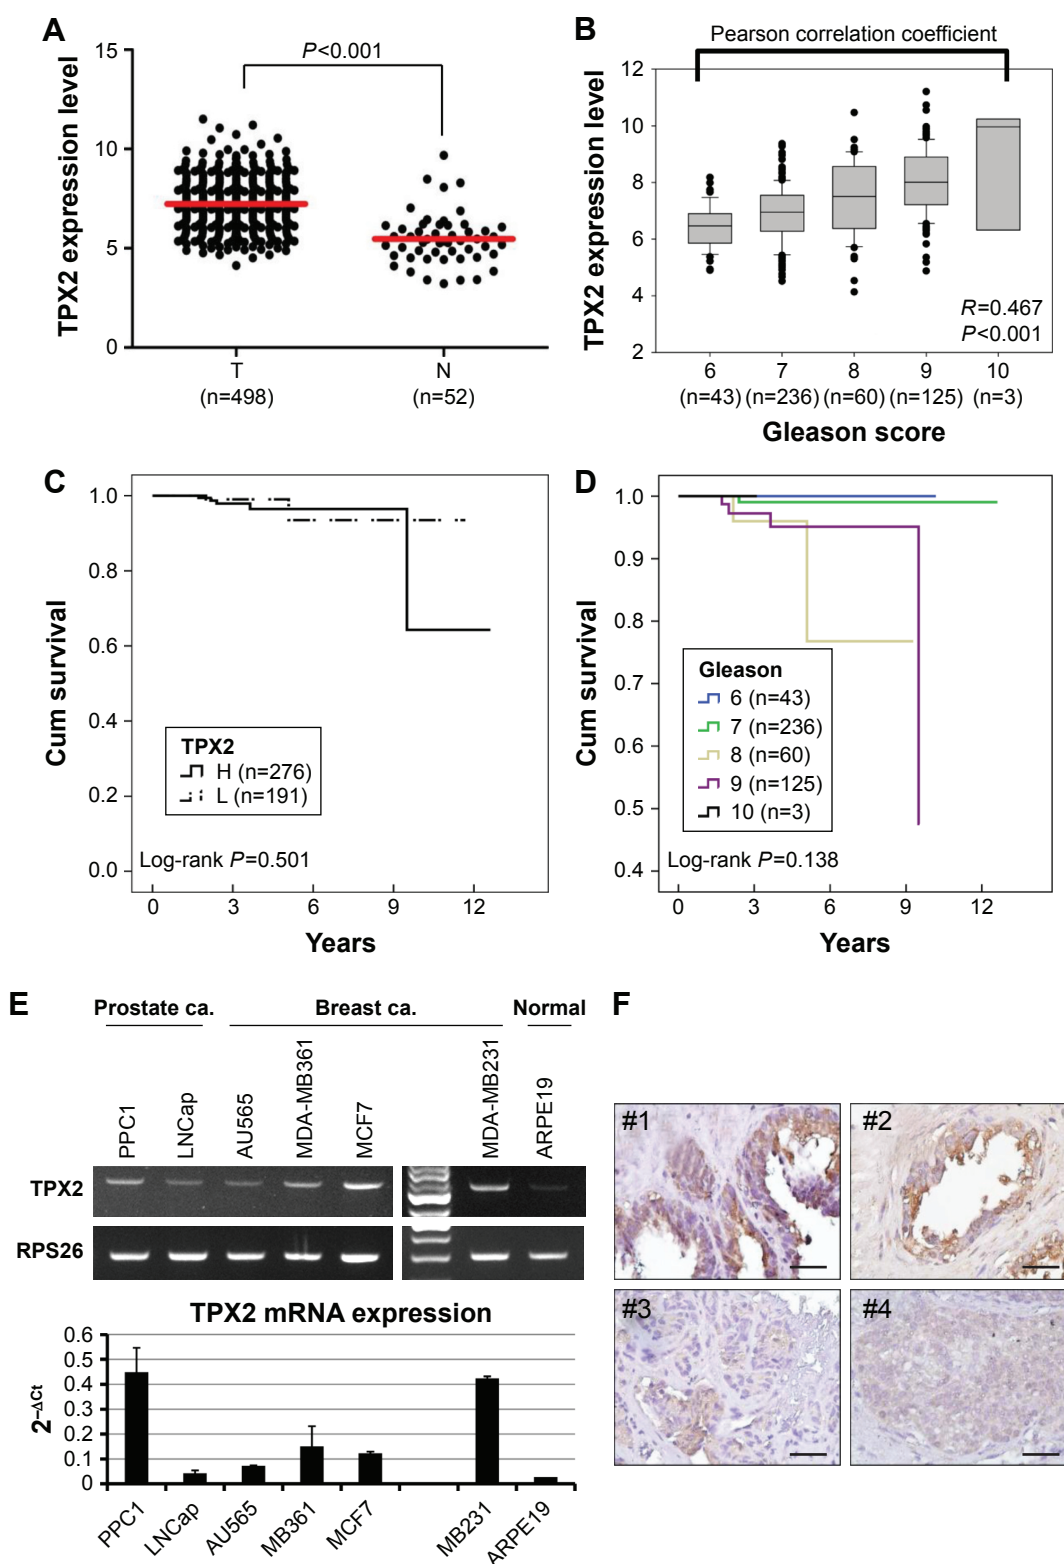 A
P<0.001
TPX2 expression level
15
10
5
0
T
N
(n=498)
(n=52)
B
Pearson correlation coefficient
TPX2 expression level
12
10
8
6
4
2
R=0.467
P<0.001
6 7 8 9 10
(n=43) (n=236) (n=60) (n=125) (n=3)
Gleason score
C
Cum survival
1.0
0.8
0.6
0.4
0.2
0.0
TPX2
H (n=276)
L (n=191)
Log-rank P=0.501
0 3 6 9 12
Years
D
Cum survival
1.0
0.9
0.8
0.7
0.6
0.5
0.4
Gleason
6 (n=43)
7 (n=236)
8 (n=60)
9 (n=125)
10 (n=3)
Log-rank P=0.138
0 3 6 9 12
Years
E
Prostate ca. Breast ca. Normal
PPC1
LNCap
AU565
MDA-MB361
MCF7
MDA-MB231
ARPE19
TPX2
RPS26
TPX2 mRNA expression
2−ΔCt
0.6
0.5
0.4
0.3
0.2
0.1
0
PPC1
LNCap
AU565
MB361
MCF7
MB231
ARPE19
F
#1
#2
#3
#4